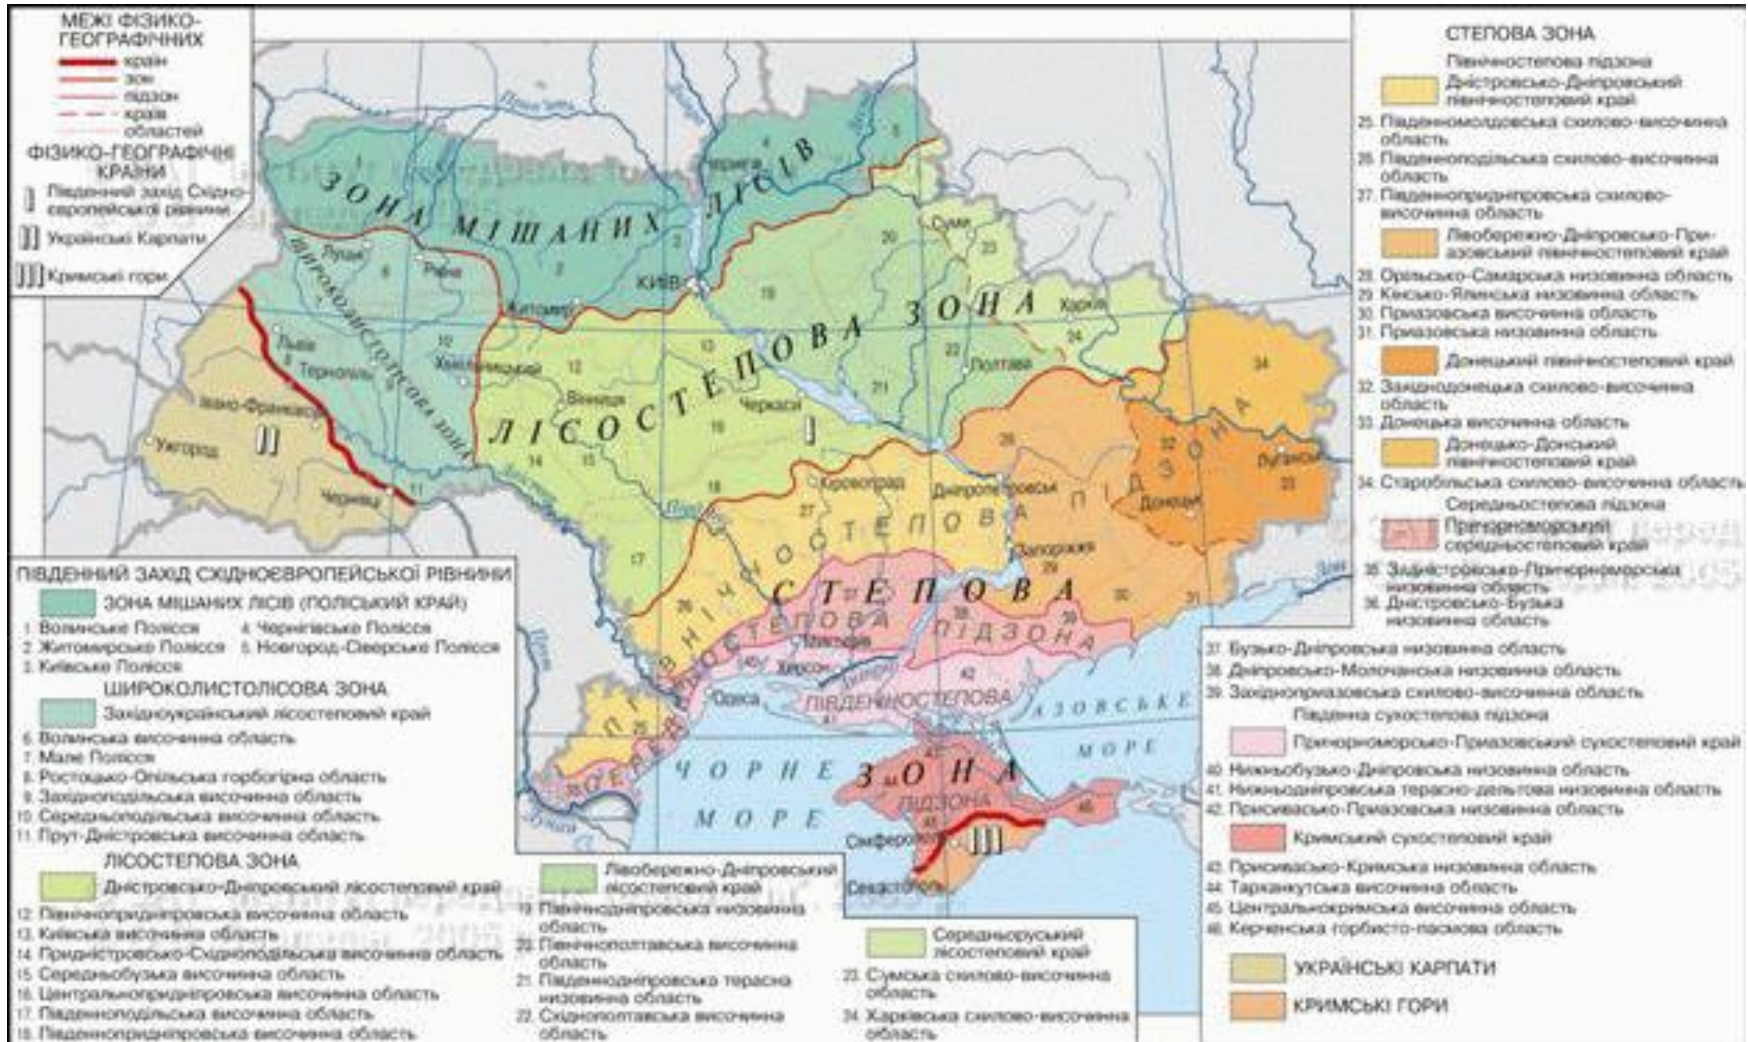 МЕЖІ ФІЗИКО-
ГЕОГРАФІЧНИХ
країн
зон
підзон
країв
областей
ФІЗИКО-ГЕОГРАФІЧНІ
КРАЇНИ
I Південний захід Східно-
європейської рівнини
II Українські Карпати
III Кримські гори
ЗОНА МІШАНИХ ЛІСІВ
ШИРОКОЛИСТОЛІСОВА ЗОНА
ЛІСОСТЕПОВА ЗОНА
СТЕПОВА ЗОНА
ПІВНІЧНОСТЕПОВА ПІДЗОНА
СЕРЕДНЬОСТЕПОВА ПІДЗОНА
ПІВДЕННОСТЕПОВА ПІДЗОНА
Прип'ять
Чернігів
Суми
Луцьк
Рівне
Житомир
КИЇВ
Харків
Львів
Тернопіль
Хмельницький
Вінниця
Черкаси
Полтава
Івано-Франківськ
Ужгород
Чернівці
Кіровоград
Дніпропетровськ
Донецьк
Луганськ
Запоріжжя
Миколаїв
Херсон
Одеса
Сімферополь
Севастополь
Дунай
ЧОРНЕ
МОРЕ
АЗОВСЬКЕ
МОРЕ
I
II
III
ПІВДЕННИЙ ЗАХІД СХІДНОЄВРОПЕЙСЬКОЇ РІВНИНИ
ЗОНА МІШАНИХ ЛІСІВ (ПОЛІСЬКИЙ КРАЙ)
1 Волинське Полісся
2 Житомирське Полісся
3 Київське Полісся
4 Чернігівське Полісся
5 Новгород-Сіверське Полісся
ШИРОКОЛИСТОЛІСОВА ЗОНА
Західноукраїнський лісостеповий край
6 Волинська височинна область
7 Мале Полісся
8 Ростоцько-Опільська горбогірна область
9 Західноподільська височинна область
10 Середньоподільська височинна область
11 Прут-Дністровська височинна область
ЛІСОСТЕПОВА ЗОНА
Дністровсько-Дніпровський лісостеповий край
12 Північнопридніпровська височинна область
13 Київська височинна область
14 Придністровсько-Східноподільська височинна область
15 Середньобузька височинна область
16 Центральнопридніпровська височинна область
17 Південноподільська височинна область
18 Південнопридніпровська височинна область
Лівобережно-Дніпровський
лісостеповий край
19 Північнодніпровська низовинна
область
20 Північнополтавська височинна
область
21 Південнодніпровська терасна
низовинна область
22 Східнополтавська височинна
область
Середньоруський
лісостеповий край
23 Сумська схилово-височинна
область
24 Харківська схилово-височинна
область
СТЕПОВА ЗОНА
Північностепова підзона
Дністровсько-Дніпровський
північностеповий край
25 Південномолдовська схилово-височинна
область
26 Південноподільська схилово-височинна
область
27 Південнопридніпровська схилово-
височинна область
Лівобережно-Дніпровсько-При-
азовський північностеповий край
28 Орільсько-Самарська низовинна область
29 Кінсько-Ялинська низовинна область
30 Приазовська височинна область
31 Приазовська низовинна область
Донецький північностеповий край
32 Західнодонецька схилово-височинна
область
33 Донецька височинна область
Донецько-Донський
північностеповий край
34 Старобільська схилово-височинна область
Середньостепова підзона
Причорноморський
середньостеповий край
35 Задністровсько-Причорноморська
низовинна область
36 Дністровсько-Бузька
низовинна область
37 Бузько-Дніпровська низовинна область
38 Дніпровсько-Молочанська низовинна область
39 Західноприазовська схилово-височинна область
Південна сухостепова підзона
Причорноморсько-Приазовський сухостеповий край
40 Нижньобузько-Дніпровська низовинна область
41 Нижньодніпровська терасно-дельтова низовинна область
42 Присивасько-Приазовська низовинна область
Кримський сухостеповий край
43 Присивасько-Кримська низовинна область
44 Тарханкутська височинна область
45 Центральнокримська височинна область
46 Керченська горбисто-пасмова область
УКРАЇНСЬКІ КАРПАТИ
КРИМСЬКІ ГОРИ